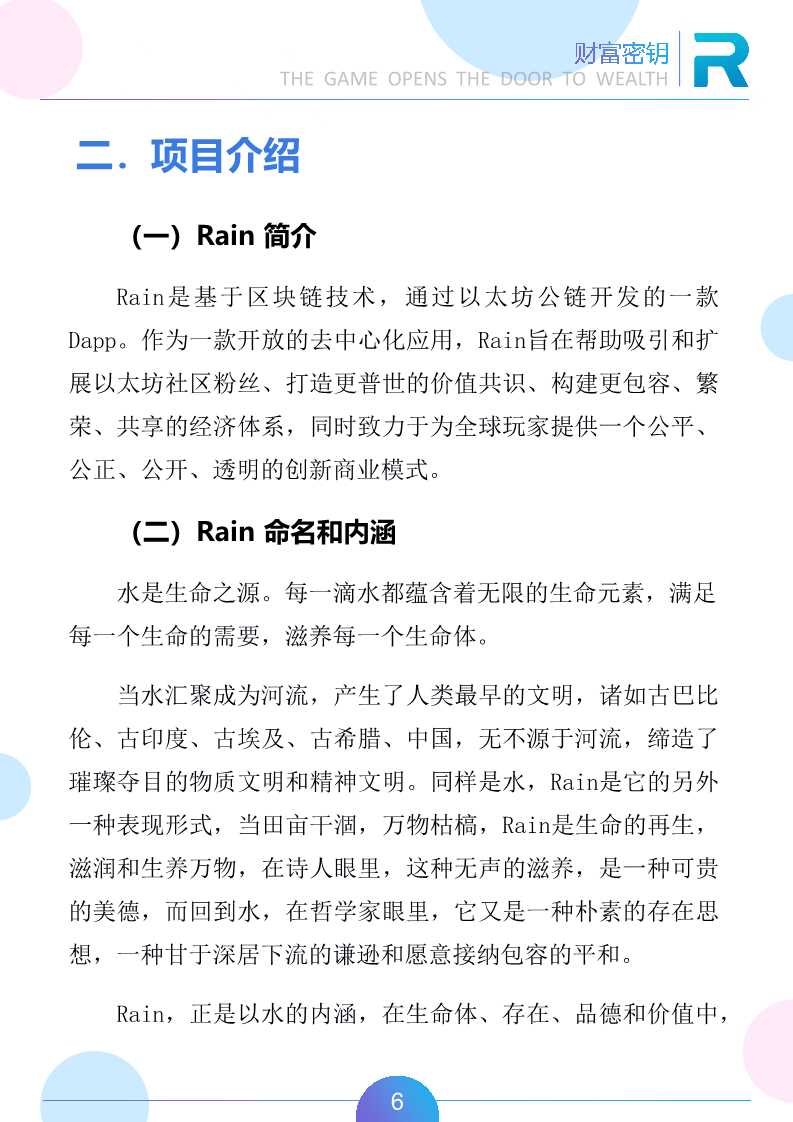 财富密钥
THE GAME OPENS THE DOOR TO WEALTH
二. 项目介绍
（一）Rain 简介
Rain是基于区块链技术，通过以太坊公链开发的一款
Dapp。作为一款开放的去中心化应用，Rain旨在帮助吸引和扩
展以太坊社区粉丝、打造更普世的价值共识、构建更包容、繁
荣、共享的经济体系，同时致力于为全球玩家提供一个公平、
公正、公开、透明的创新商业模式。
（二）Rain 命名和内涵
水是生命之源。每一滴水都蕴含着无限的生命元素，满足
每一个生命的需要，滋养每一个生命体。
当水汇聚成为河流，产生了人类最早的文明，诸如古巴比
伦、古印度、古埃及、古希腊、中国，无不源于河流，缔造了
璀璨夺目的物质文明和精神文明。同样是水，Rain是它的另外
一种表现形式，当田亩干涸，万物枯槁，Rain是生命的再生，
滋润和生养万物，在诗人眼里，这种无声的滋养，是一种可贵
的美德，而回到水，在哲学家眼里，它又是一种朴素的存在思
想，一种甘于深居下流的谦逊和愿意接纳包容的平和。
Rain，正是以水的内涵，在生命体、存在、品德和价值中，
6